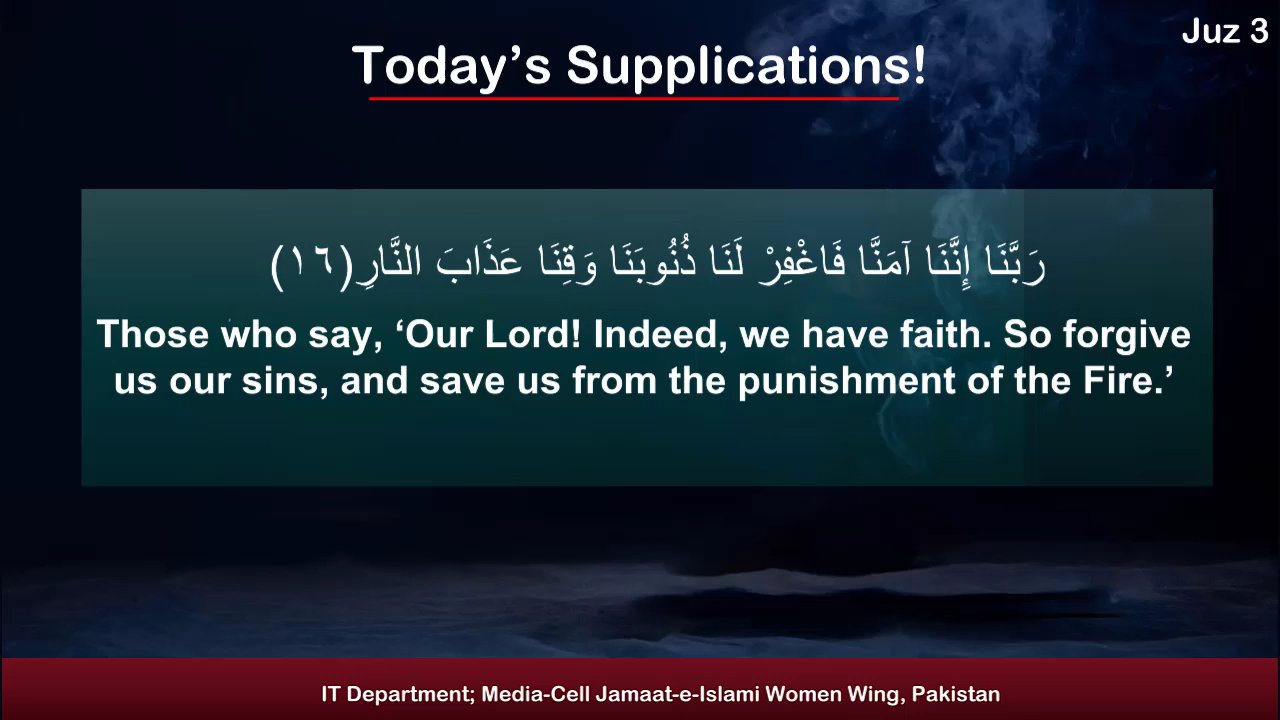 Juz 3
Today’s Supplications!
رَبَّنَا إِنَّنَا آمَنَّا فَاغْفِرْ لَنَا ذُنُوبَنَا وَقِنَا عَذَابَ النَّارِ(١٦)
Those who say, ‘Our Lord! Indeed, we have faith. So forgive
us our sins, and save us from the punishment of the Fire.’
IT Department; Media-Cell Jamaat-e-Islami Women Wing, Pakistan